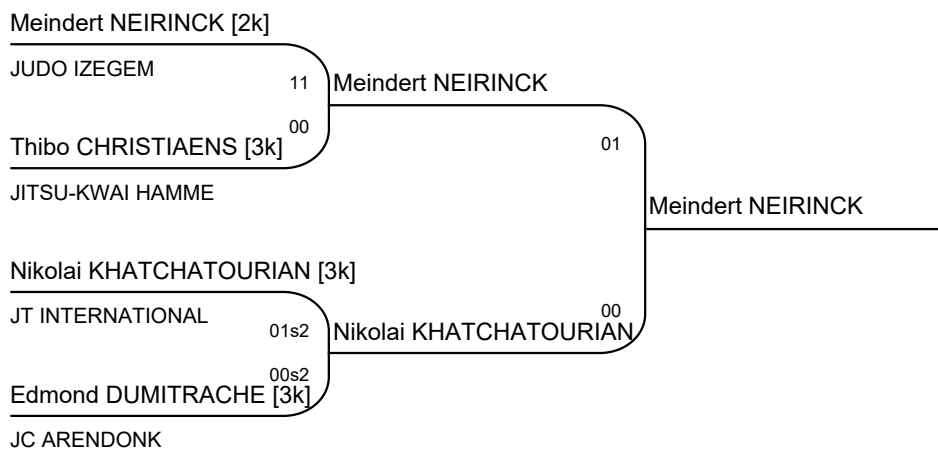 Meindert NEIRINCK [2k]
JUDO IZEGEM
11
Meindert NEIRINCK
00
Thibo CHRISTIAENS [3k]
01
JITSU-KWAI HAMME
Meindert NEIRINCK
Nikolai KHATCHATOURIAN [3k]
JT INTERNATIONAL
01s2
00
Nikolai KHATCHATOURIAN
00s2
Edmond DUMITRACHE [3k]
JC ARENDONK